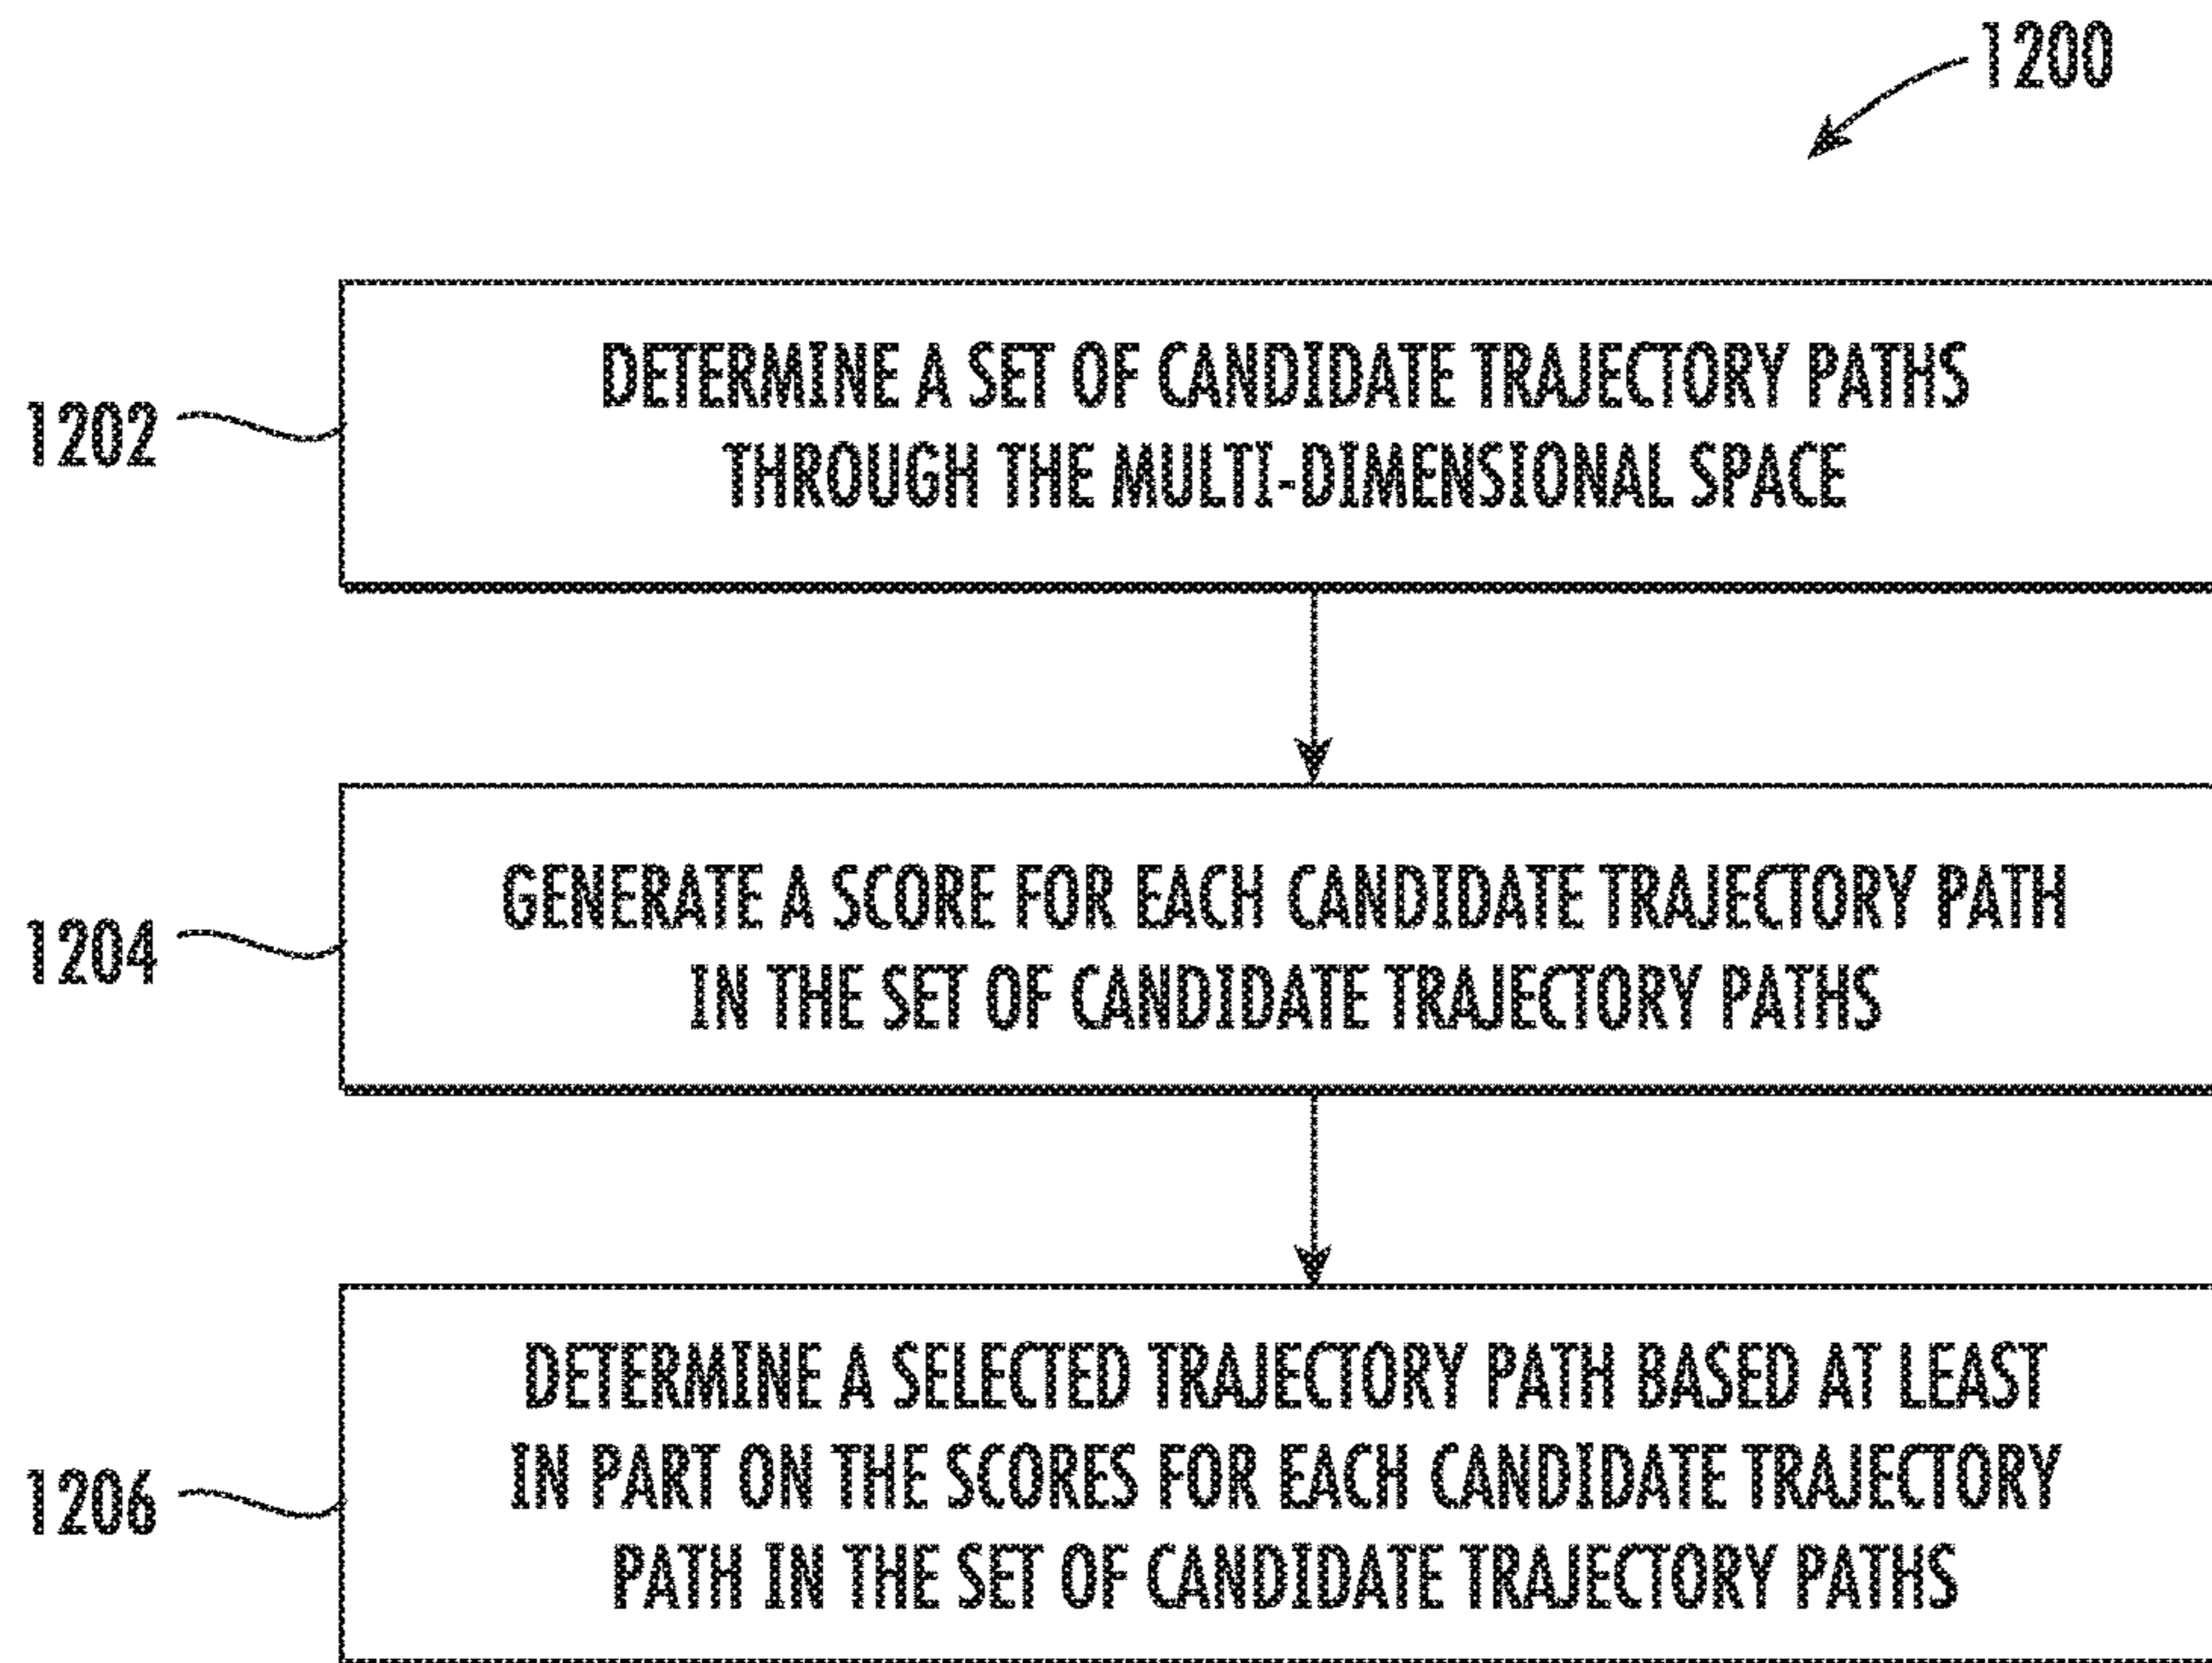 1200
1202
DETERMINE A SET OF CANDIDATE TRAJECTORY PATHS
THROUGH THE MULTI-DIMENSIONAL SPACE
1204
GENERATE A SCORE FOR EACH CANDIDATE TRAJECTORY PATH
IN THE SET OF CANDIDATE TRAJECTORY PATHS
1206
DETERMINE A SELECTED TRAJECTORY PATH BASED AT LEAST
IN PART ON THE SCORES FOR EACH CANDIDATE TRAJECTORY
PATH IN THE SET OF CANDIDATE TRAJECTORY PATHS